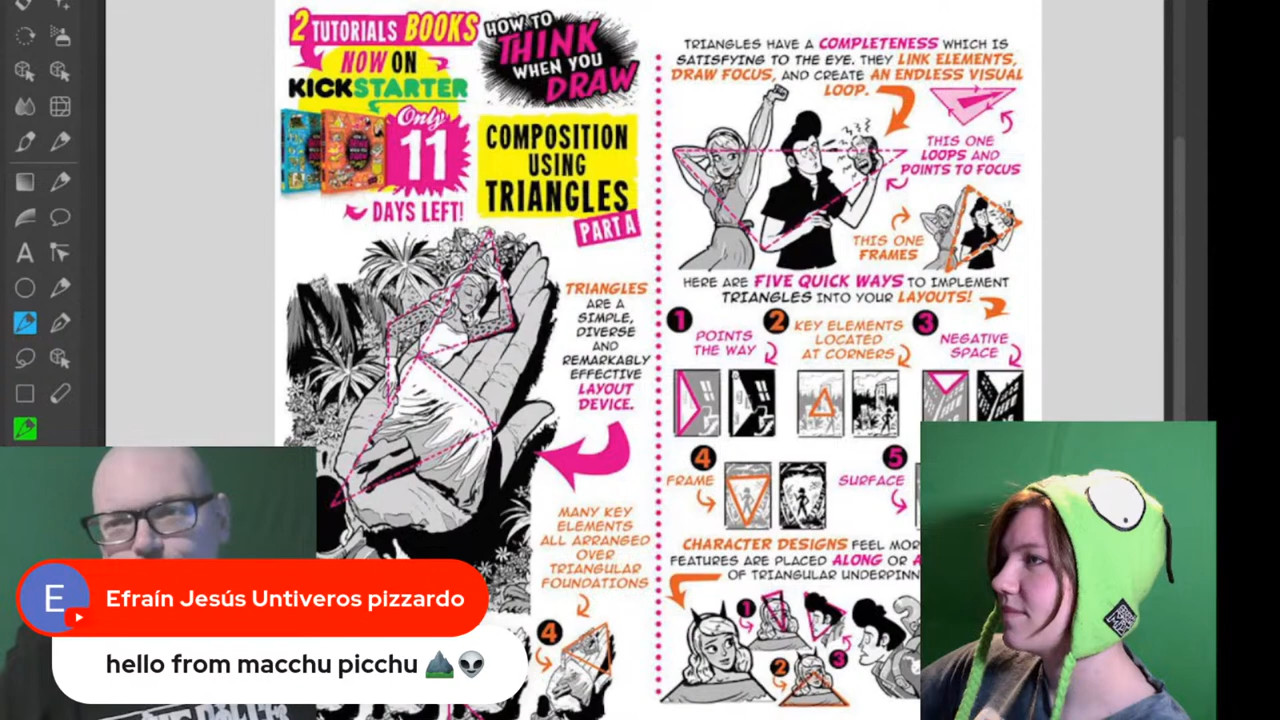 2 TUTORIALS BOOKS
NOW ON
KICKSTARTER
Only
11
DAYS LEFT!
HOW TO
THINK
WHEN YOU
DRAW
COMPOSITION
USING
TRIANGLES
PART A
TRIANGLES
ARE A
SIMPLE,
DIVERSE
AND
REMARKABLY
EFFECTIVE
LAYOUT
DEVICE.
MANY KEY
ELEMENTS
ALL ARRANGED
OVER
TRIANGULAR
FOUNDATIONS
4
TRIANGLES HAVE A COMPLETENESS WHICH IS
SATISFYING TO THE EYE. THEY LINK ELEMENTS,
DRAW FOCUS, AND CREATE AN ENDLESS VISUAL
LOOP.
THIS ONE
LOOPS AND
POINTS TO FOCUS
THIS ONE
FRAMES
HERE ARE FIVE QUICK WAYS TO IMPLEMENT
TRIANGLES INTO YOUR LAYOUTS!
1
POINTS
THE WAY
2
KEY ELEMENTS
LOCATED
AT CORNERS
3
NEGATIVE
SPACE
4
FRAME
5
SURFACE
CHARACTER DESIGNS FEEL MOR
FEATURES ARE PLACED ALONG OR
OF TRIANGULAR UNDERPINN
1
2
3
A
E
Efraín Jesús Untiveros pizzardo
hello from macchu picchu ⛰️👽